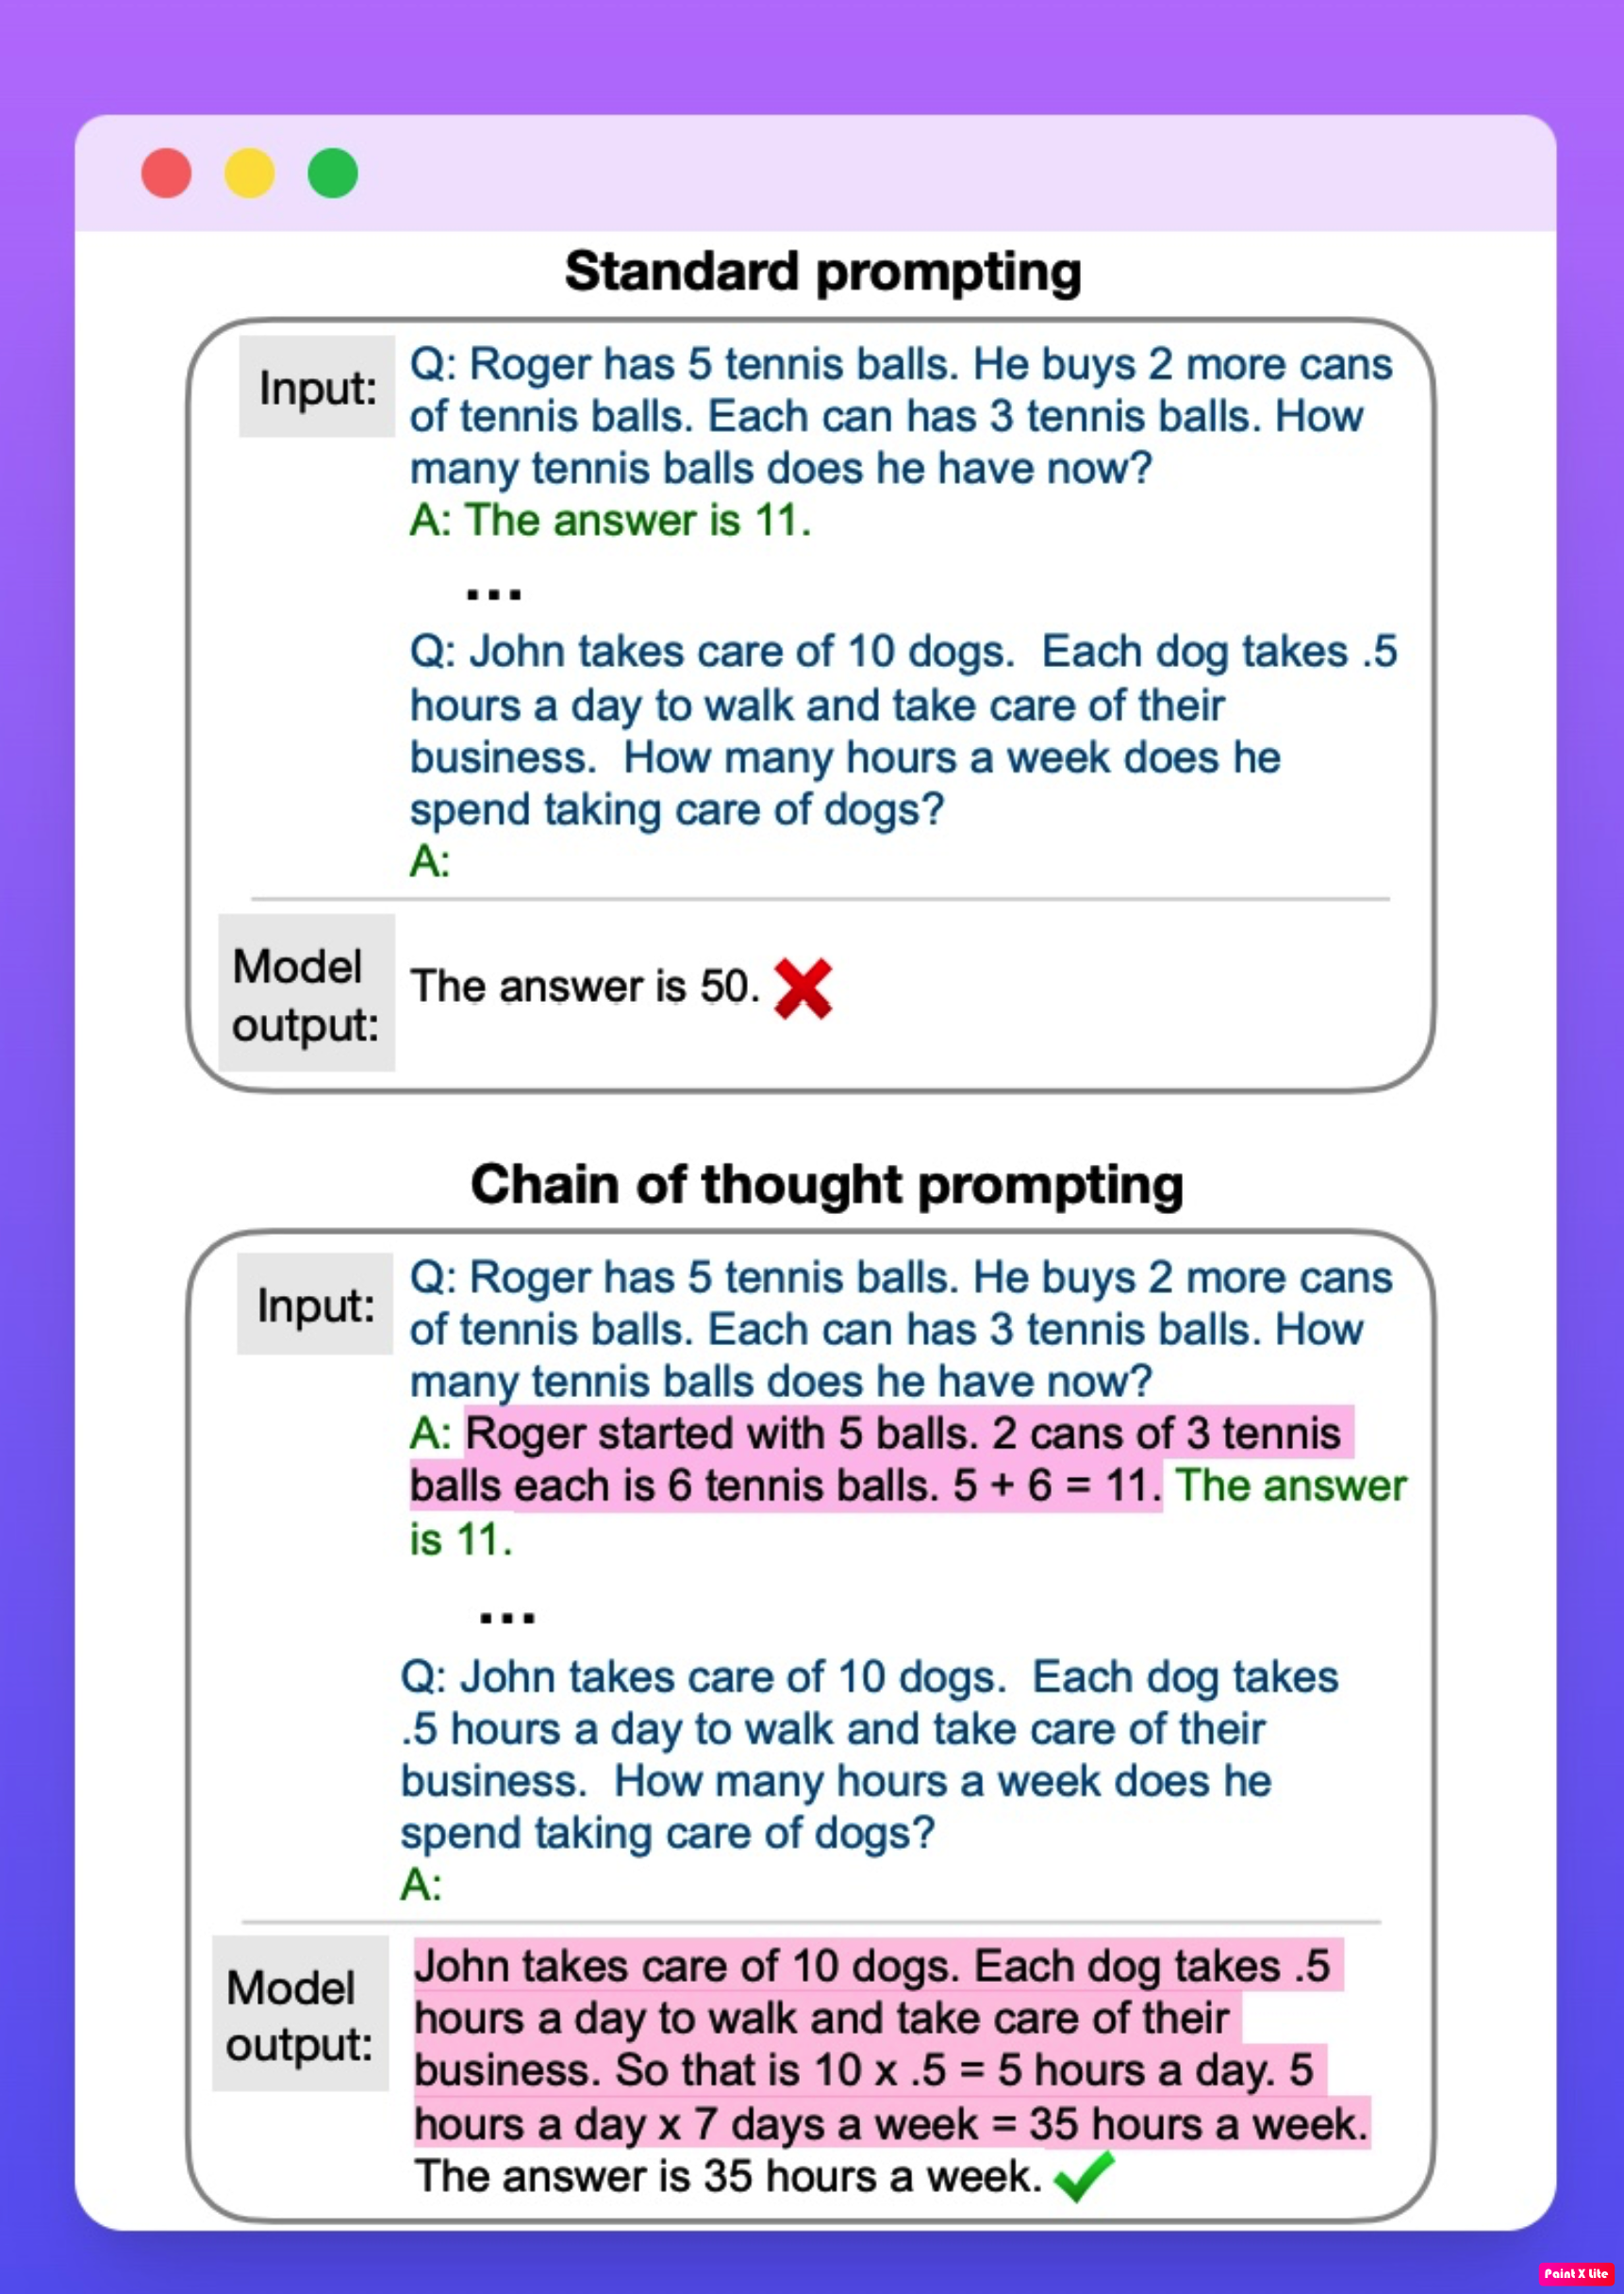 Standard prompting
Input:
Q: Roger has 5 tennis balls. He buys 2 more cans
of tennis balls. Each can has 3 tennis balls. How
many tennis balls does he have now?
A: The answer is 11.
...
Q: John takes care of 10 dogs.  Each dog takes .5
hours a day to walk and take care of their
business.  How many hours a week does he
spend taking care of dogs?
A:
Model
output:
The answer is 50.
Chain of thought prompting
Input:
Q: Roger has 5 tennis balls. He buys 2 more cans
of tennis balls. Each can has 3 tennis balls. How
many tennis balls does he have now?
A: Roger started with 5 balls. 2 cans of 3 tennis
balls each is 6 tennis balls. 5 + 6 = 11. The answer
is 11.
...
Q: John takes care of 10 dogs.  Each dog takes
.5 hours a day to walk and take care of their
business.  How many hours a week does he
spend taking care of dogs?
A:
Model
output:
John takes care of 10 dogs. Each dog takes .5
hours a day to walk and take care of their
business. So that is 10 x .5 = 5 hours a day. 5
hours a day x 7 days a week = 35 hours a week.
The answer is 35 hours a week.
Paint X Lite